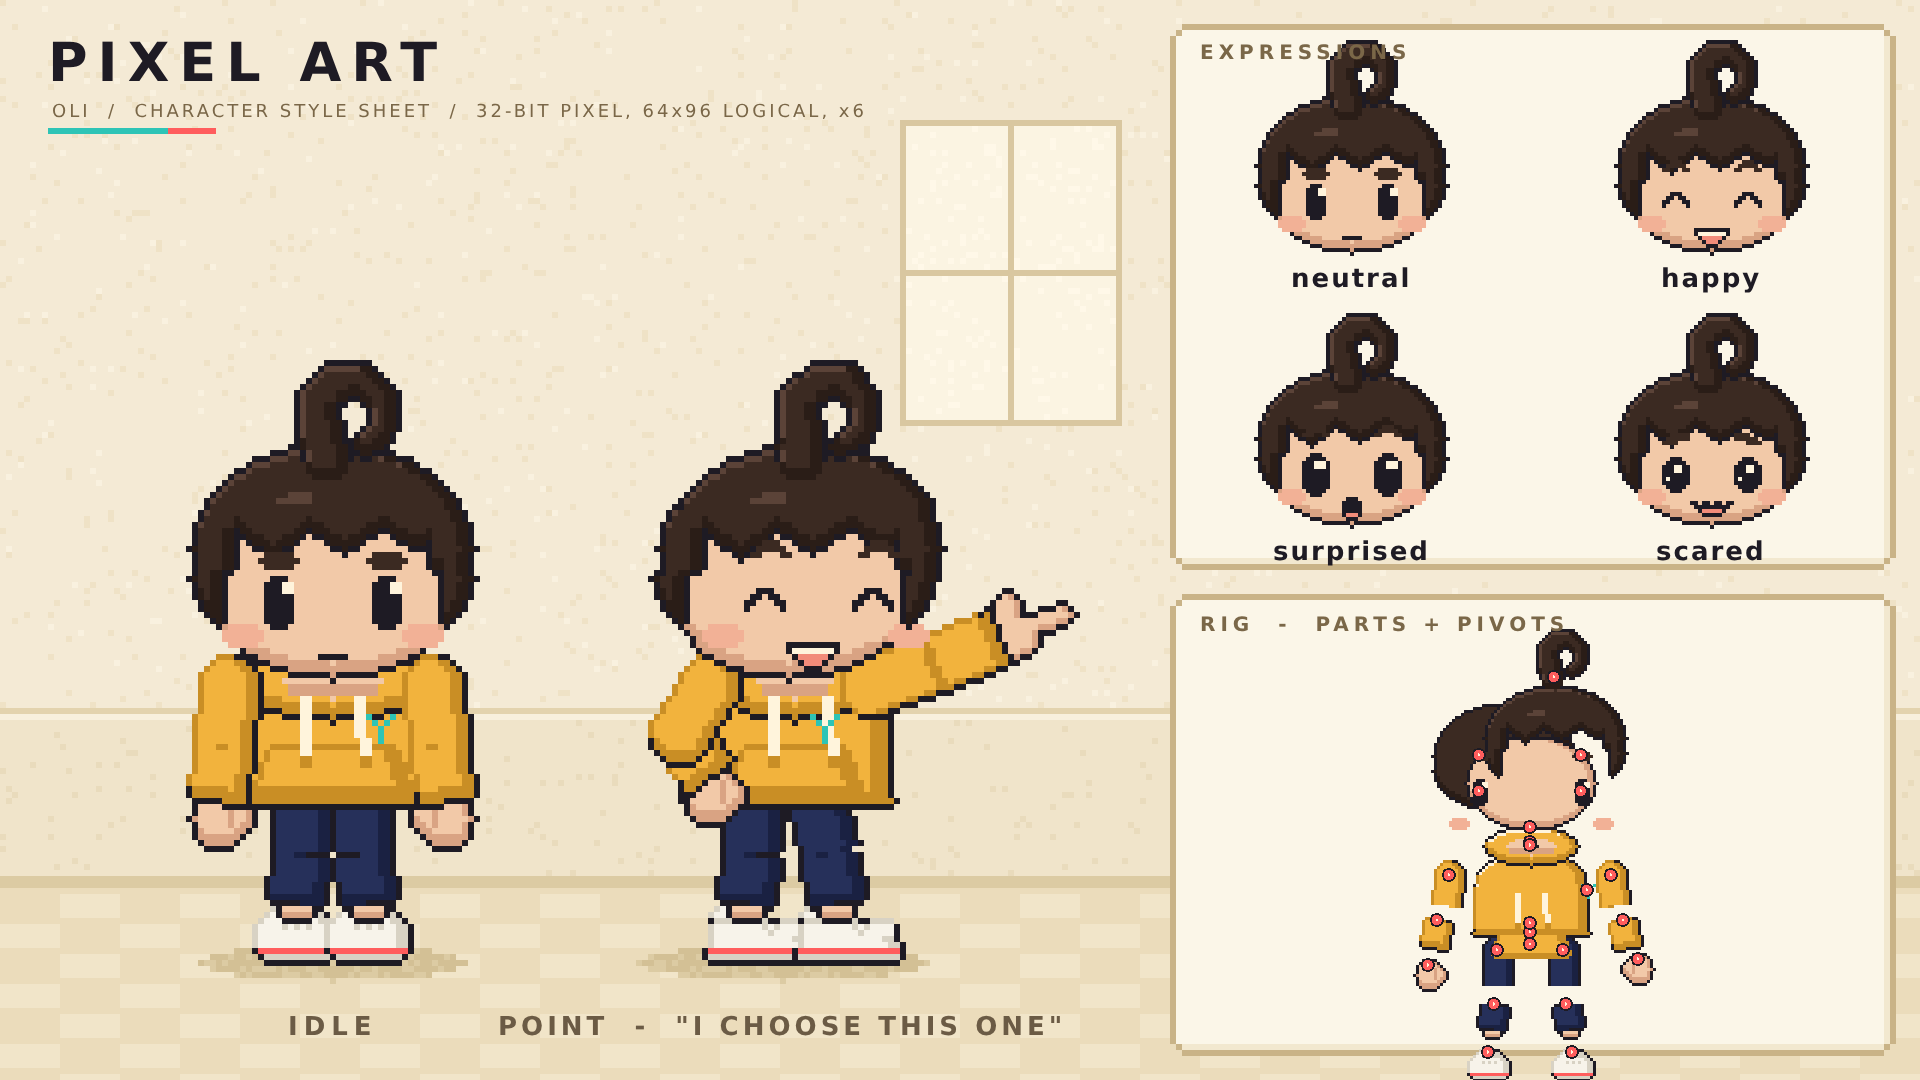 PIXEL ART
OLI / CHARACTER STYLE SHEET / 32-BIT PIXEL, 64x96 LOGICAL, x6
EXPRESSIONS
neutral
happy
surprised
scared
RIG - PARTS + PIVOTS
IDLE
POINT - "I CHOOSE THIS ONE"